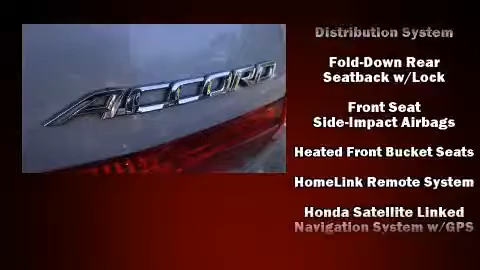 ACCORD
Distribution System
Fold-Down Rear
Seatback w/Lock
Front Seat
Side-Impact Airbags
Heated Front Bucket Seats
HomeLink Remote System
Honda Satellite Linked
Navigation System w/GPS